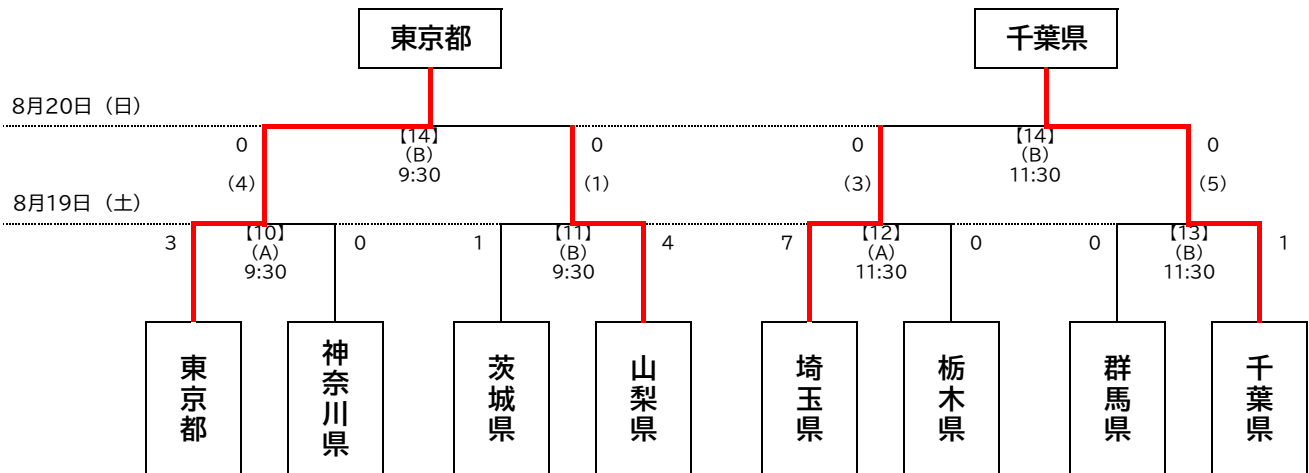 東京都
千葉県
8月20日（日）
0
【14】
(B)
9:30
0
0
【14】
(B)
11:30
0
(4)
(1)
(3)
(5)
8月19日（土）
3
【10】
(A)
9:30
0
1
【11】
(B)
9:30
4
7
【12】
(A)
11:30
0
0
【13】
(B)
11:30
1
東京都
神奈川県
茨城県
山梨県
埼玉県
栃木県
群馬県
千葉県